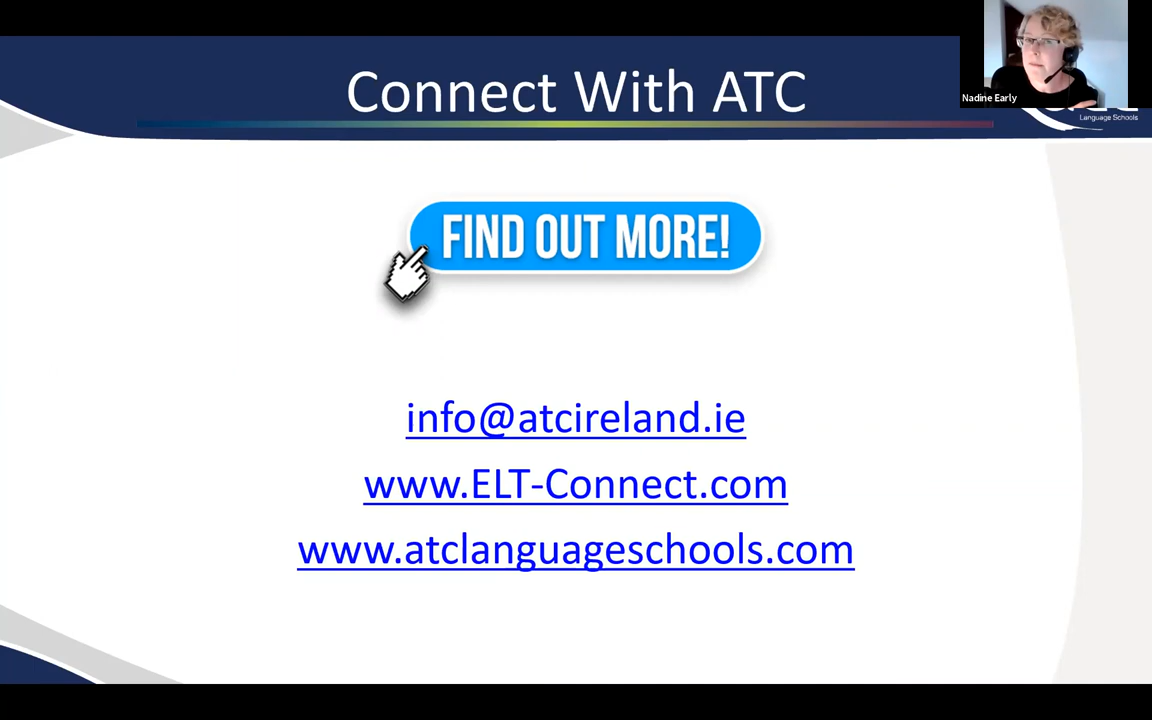 Connect With ATC
Nadine Early
Language Schools
FIND OUT MORE!
info@atcireland.ie
www.ELT-Connect.com
www.atclanguageschools.com